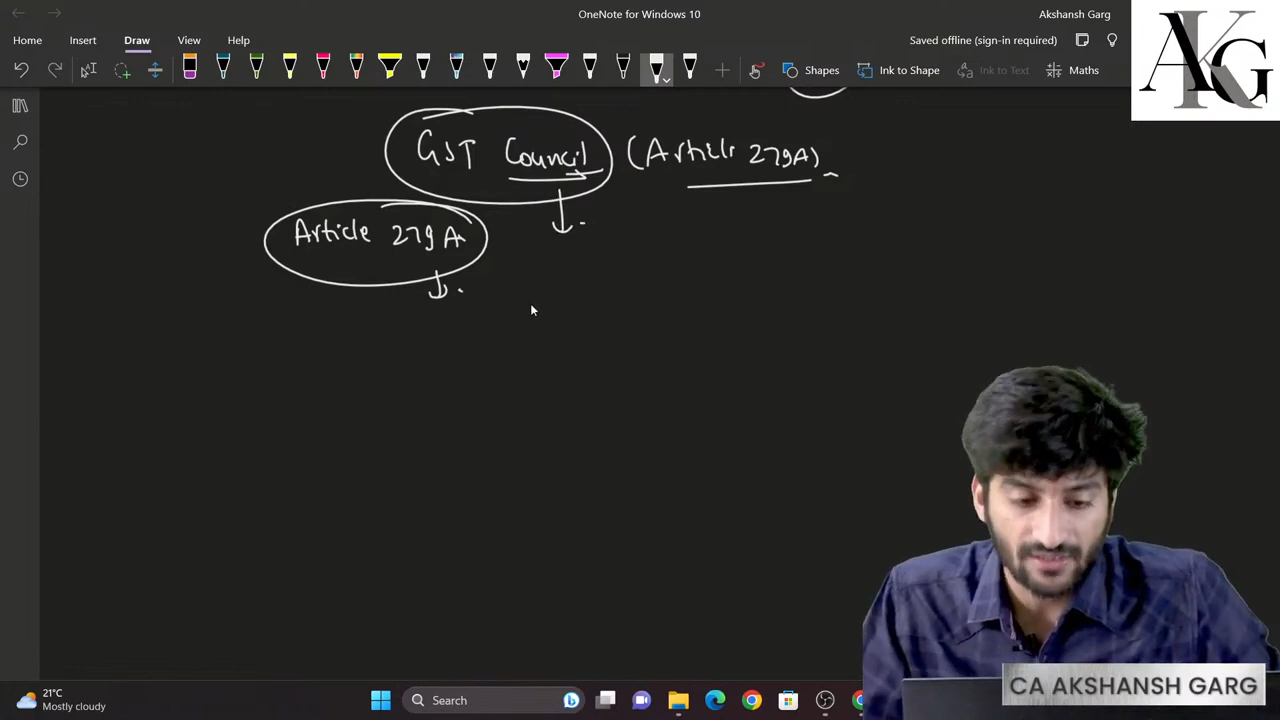 OneNote for Windows 10
Akshansh Garg
Home Insert Draw View Help
Saved offline (sign-in required)
Shapes
Ink to Shape
Ink to Text
Maths
AKG
GST Council (Article 279A)
Article 279A
CA AKSHANSH GARG
21°C
Mostly cloudy
Search